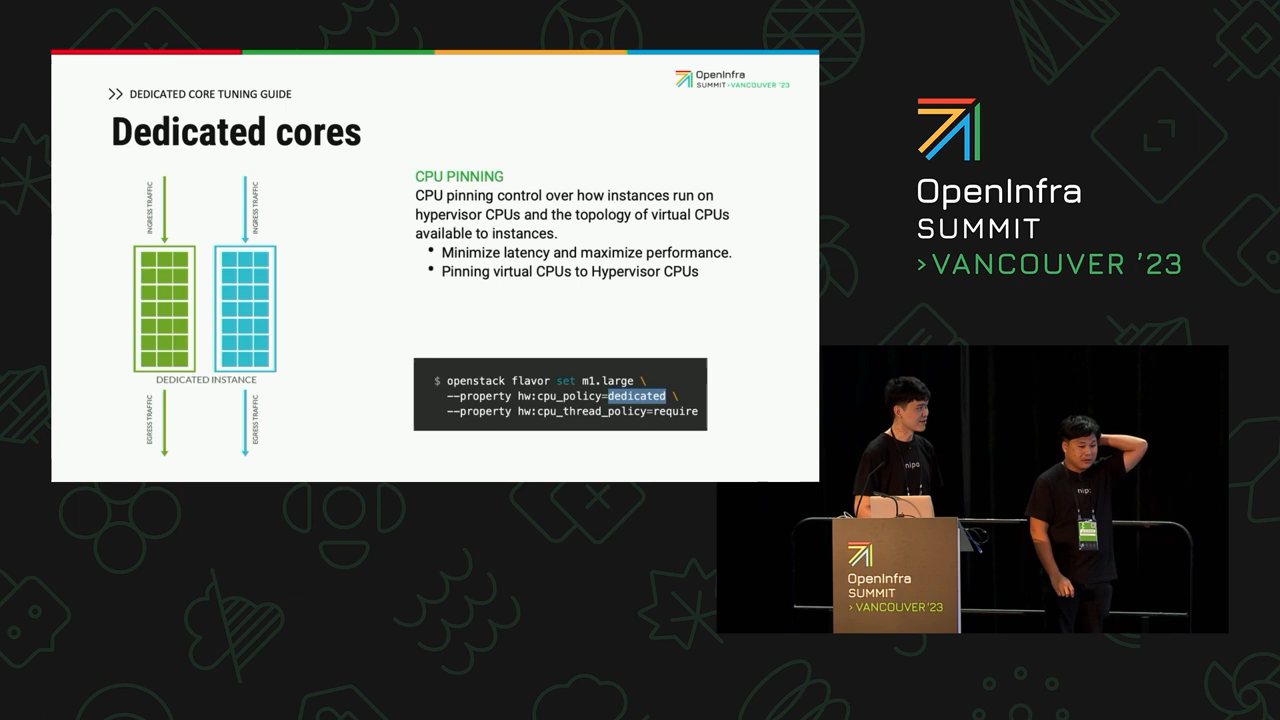 >> DEDICATED CORE TUNING GUIDE
OpenInfra
SUMMIT >VANCOUVER '23
Dedicated cores
INGRESS TRAFFIC
INGRESS TRAFFIC
DEDICATED INSTANCE
EGRESS TRAFFIC
EGRESS TRAFFIC
CPU PINNING
CPU pinning control over how instances run on
hypervisor CPUs and the topology of virtual CPUs
available to instances.
• Minimize latency and maximize performance.
• Pinning virtual CPUs to Hypervisor CPUs
$ openstack flavor set m1.large \
--property hw:cpu_policy=dedicated \
--property hw:cpu_thread_policy=require
OpenInfra
SUMMIT
>VANCOUVER '23
nipa
nipa
OpenInfra
SUMMIT
>VANCOUVER '23